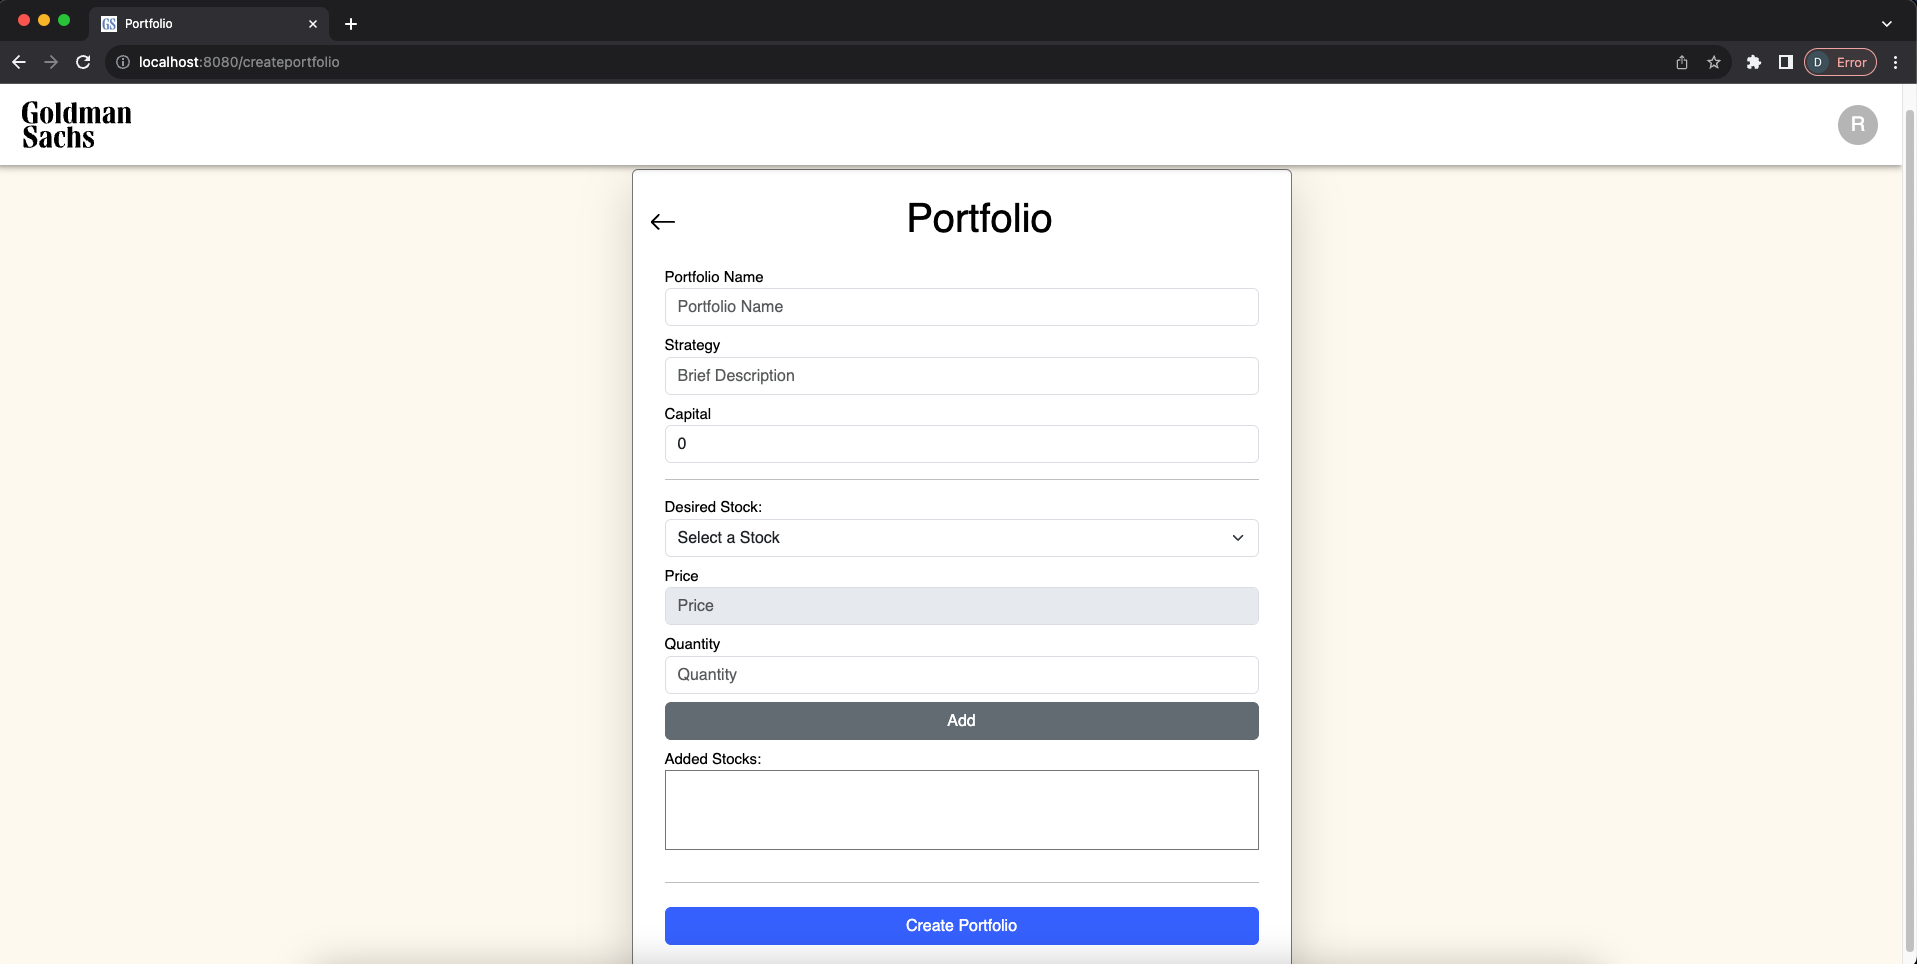 GS Portfolio
localhost:8080/createportfolio
D Error
Goldman
Sachs
R
Portfolio
Portfolio Name
Portfolio Name
Strategy
Brief Description
Capital
0
Desired Stock:
Select a Stock
Price
Price
Quantity
Quantity
Add
Added Stocks:
Create Portfolio